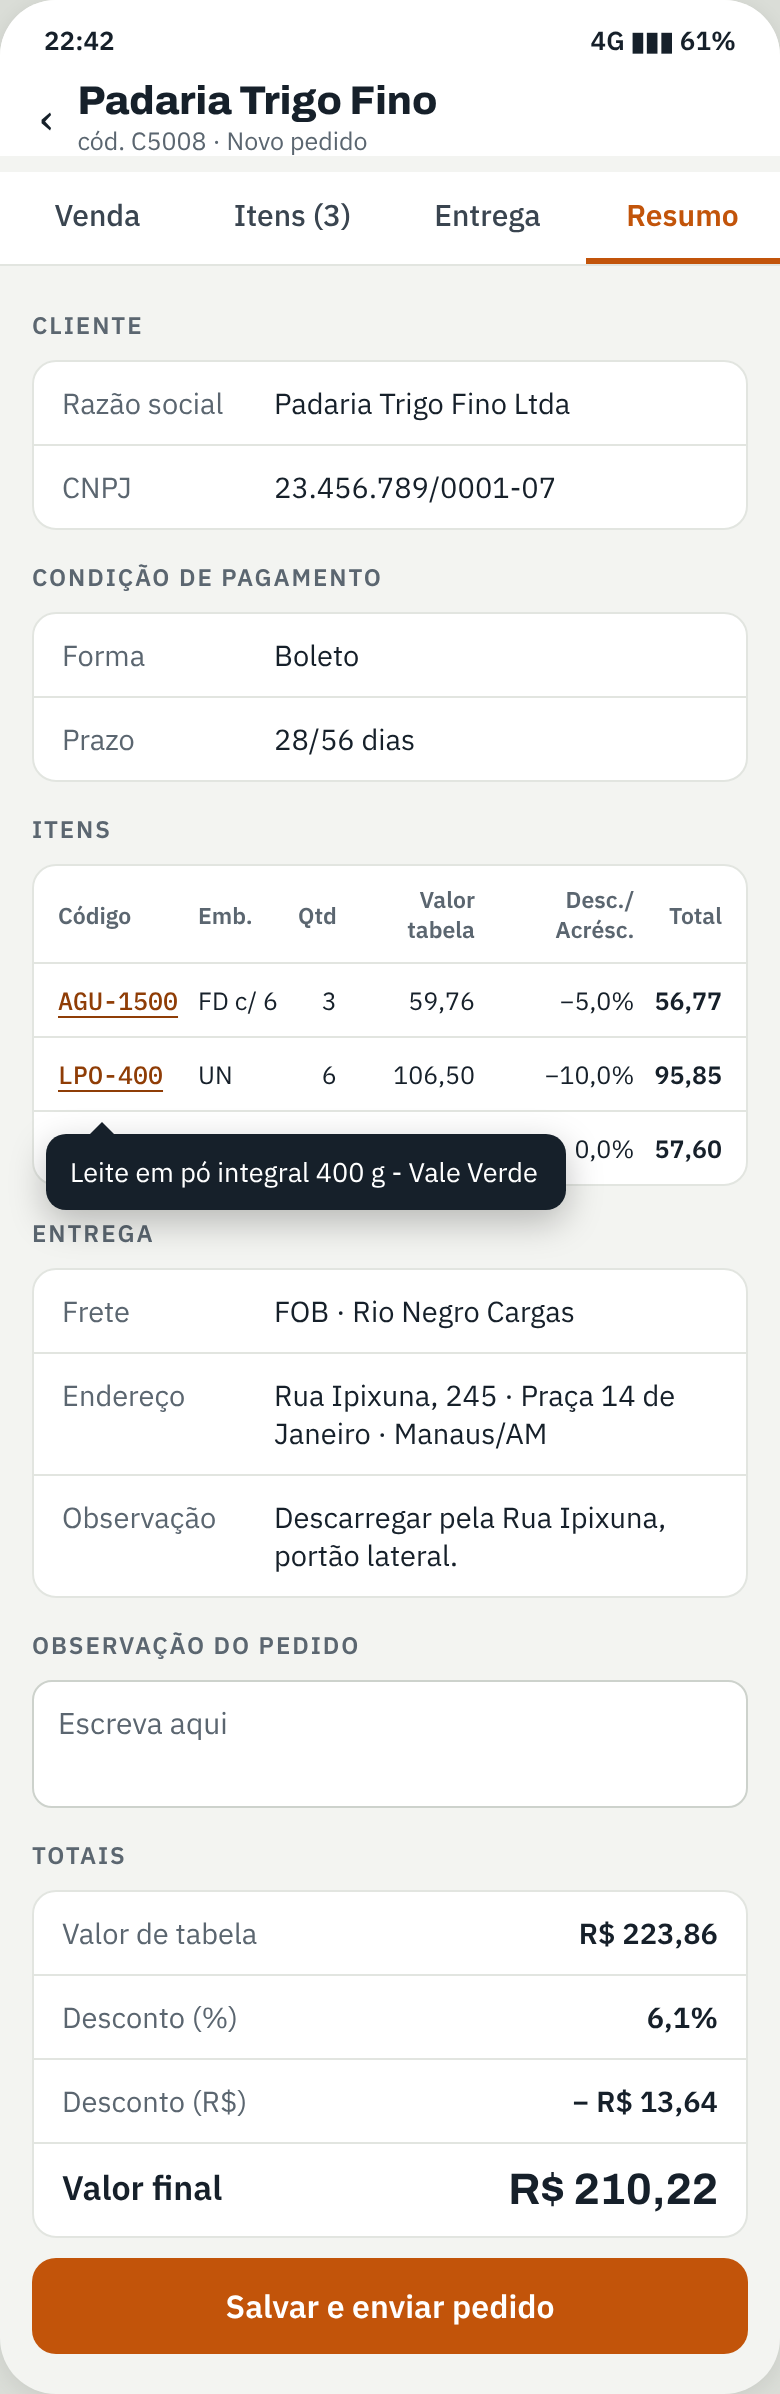 22:42
4G 61%
Padaria Trigo Fino
cód. C5008 · Novo pedido
Venda Itens (3) Entrega Resumo
CLIENTE
Razão social Padaria Trigo Fino Ltda
CNPJ 23.456.789/0001-07
CONDIÇÃO DE PAGAMENTO
Forma Boleto
Prazo 28/56 dias
ITENS
Código Emb. Qtd Valor tabela Desc./Acrésc. Total
AGU-1500 FD c/ 6 3 59,76 −5,0% 56,77
LPO-400 UN 6 106,50 −10,0% 95,85
0,0% 57,60
Leite em pó integral 400 g - Vale Verde
ENTREGA
Frete FOB · Rio Negro Cargas
Endereço Rua Ipixuna, 245 · Praça 14 de
Janeiro · Manaus/AM
Observação Descarregar pela Rua Ipixuna,
portão lateral.
OBSERVAÇÃO DO PEDIDO
Escreva aqui
TOTAIS
Valor de tabela R$ 223,86
Desconto (%) 6,1%
Desconto (R$) − R$ 13,64
Valor final R$ 210,22
Salvar e enviar pedido